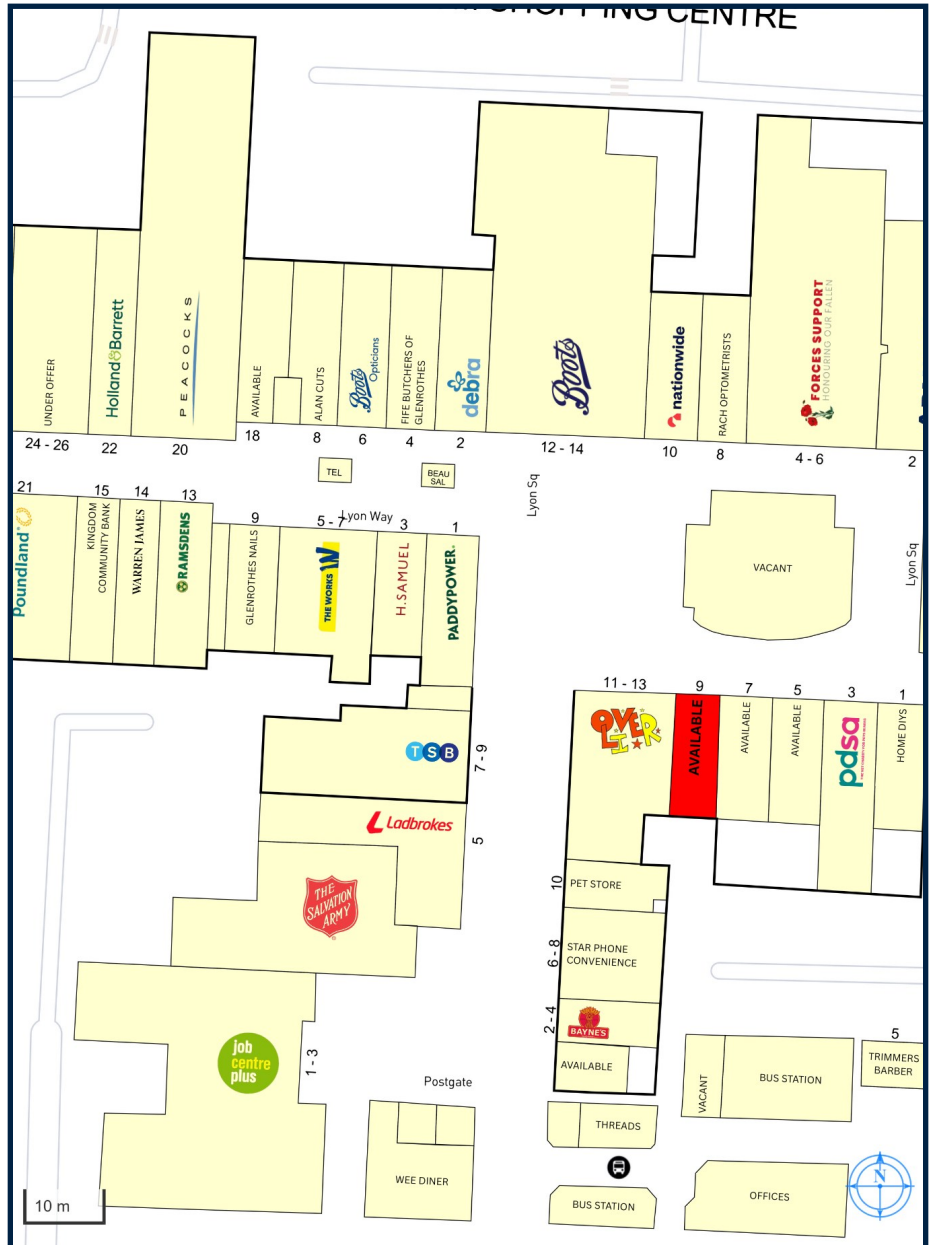 SHOPPING CENTRE
UNDER OFFER
Holland & Barrett
PEACOCKS
AVAILABLE
ALAN CUTS
Boots
Opticians
FIFE BUTCHERS OF
GLENROTHES
debra
Boots
nationwide
RACH OPTOMETRISTS
FORCES SUPPORT
HONOURING OUR FALLEN
24 - 26
22
20
18
8
6
4
2
12 - 14
10
8
4 - 6
2
TEL
BEAU
SAL
Lyon Sq
Lyon Way
21
15
14
13
9
5 - 7
3
1
Poundland
KINGDOM
COMMUNITY BANK
WARREN JAMES
RAMSDENS
GLENROTHES NAILS
THE WORKS
H.SAMUEL
PADDYPOWER.
VACANT
Lyon Sq
11 - 13
9
7
5
3
1
OLIVER
AVAILABLE
AVAILABLE
AVAILABLE
pdsa
HOME DIYS
TSB
7 - 9
Ladbrokes
5
THE
SALVATION
ARMY
10
PET STORE
6 - 8
STAR PHONE
CONVENIENCE
2 - 4
BAYNE'S
AVAILABLE
job
centre
plus
1 - 3
Postgate
WEE DINER
THREADS
BUS STATION
VACANT
BUS STATION
5
TRIMMERS
BARBER
OFFICES
N
10 m